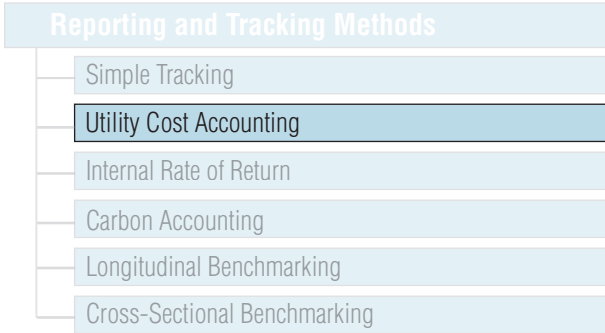 Reporting and Tracking Methods
Simple Tracking
Utility Cost Accounting
Internal Rate of Return
Carbon Accounting
Longitudinal Benchmarking
Cross-Sectional Benchmarking